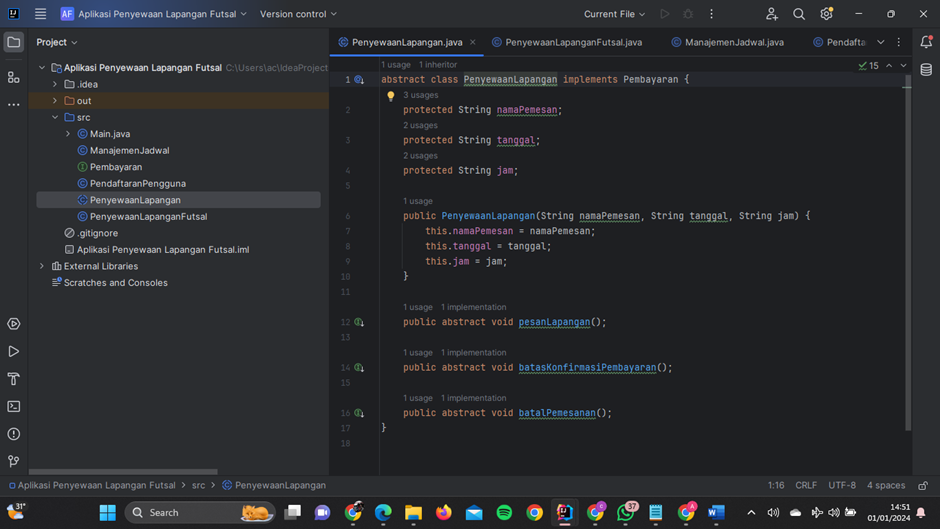 AF Aplikasi Penyewaan Lapangan Futsal Version control Current File
Project
PenyewaanLapangan.java PenyewaanLapanganFutsal.java ManajemenJadwal.java Pendafta
Aplikasi Penyewaan Lapangan Futsal C:\Users\ac\IdeaProject
.idea
out
src
Main.java
ManajemenJadwal
Pembayaran
PendaftaranPengguna
PenyewaanLapangan
PenyewaanLapanganFutsal
.gitignore
Aplikasi Penyewaan Lapangan Futsal.iml
External Libraries
Scratches and Consoles
1 usage 1 inheritor
15
1 abstract class PenyewaanLapangan implements Pembayaran {
3 usages
2 protected String namaPemesan;
2 usages
3 protected String tanggal;
2 usages
4 protected String jam;
5
1 usage
6 public PenyewaanLapangan(String namaPemesan, String tanggal, String jam) {
7 this.namaPemesan = namaPemesan;
8 this.tanggal = tanggal;
9 this.jam = jam;
10 }
11
1 usage 1 implementation
12 public abstract void pesanLapangan();
13
1 usage 1 implementation
14 public abstract void batasKonfirmasiPembayaran();
15
1 usage 1 implementation
16 public abstract void batalPemesanan();
17 }
18
Aplikasi Penyewaan Lapangan Futsal > src > PenyewaanLapangan 1:16 CRLF UTF-8 4 spaces
31° Search 37 14:51
01/01/2024